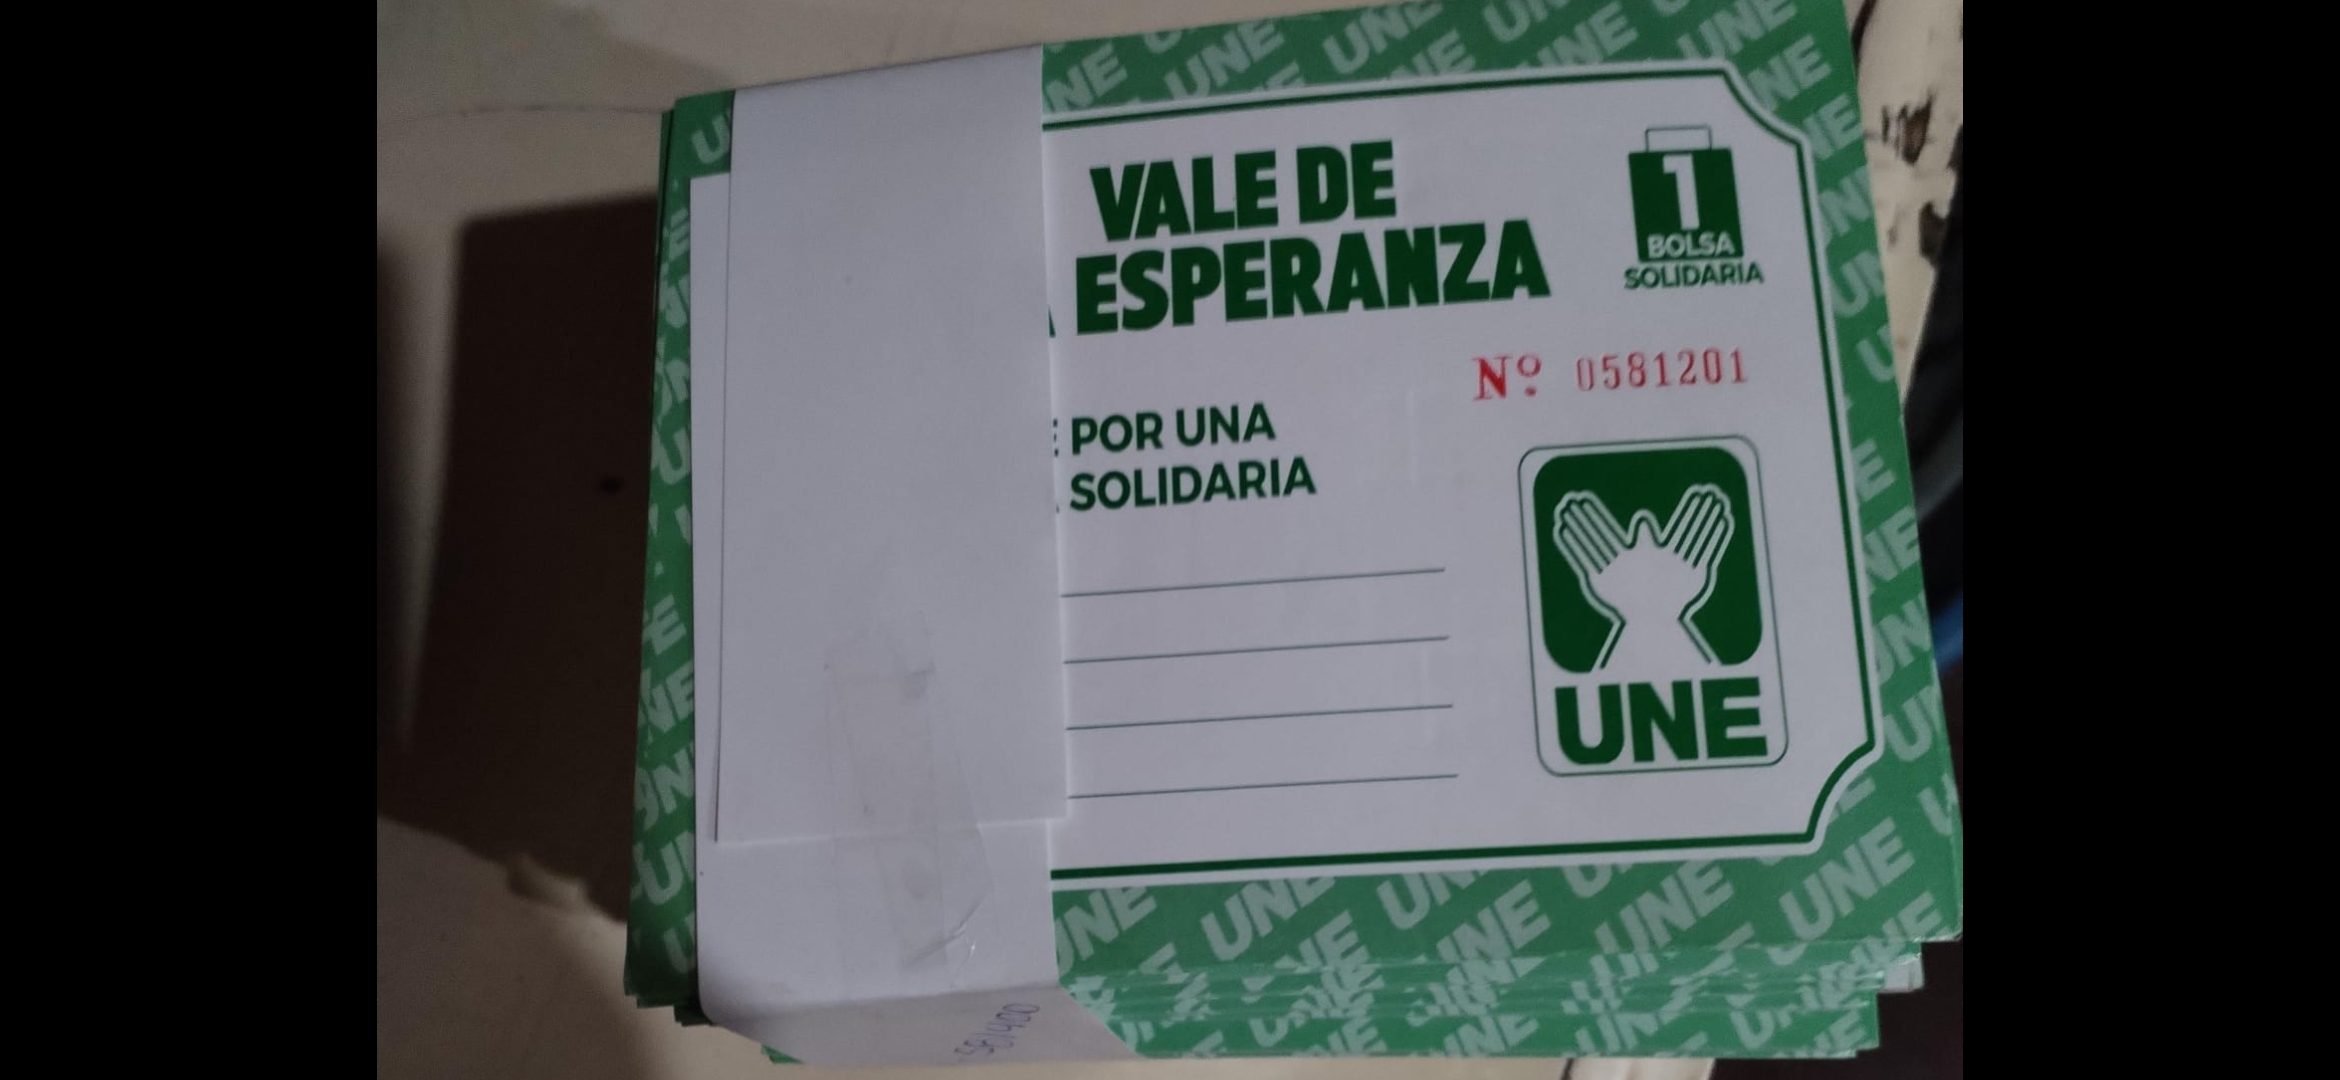 VALE DE
ESPERANZA
1
BOLSA
SOLIDARIA
Nº 0581201
POR UNA
SOLIDARIA
UNE